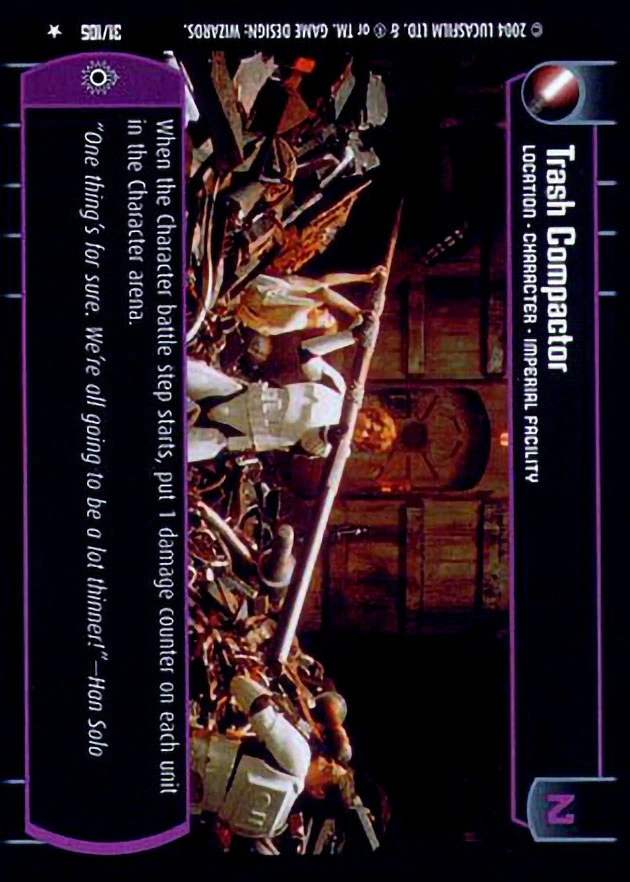 Trash Compactor
LOCATION • CHARACTER • IMPERIAL FACILITY
N
When the Character battle step starts, put 1 damage counter on each unit
in the Character arena.
"One thing's for sure. We're all going to be a lot thinner!" —Han Solo
© 2004 LUCASFILM LTD. & ® or TM. GAME DESIGN: WIZARDS.
31/105 ★